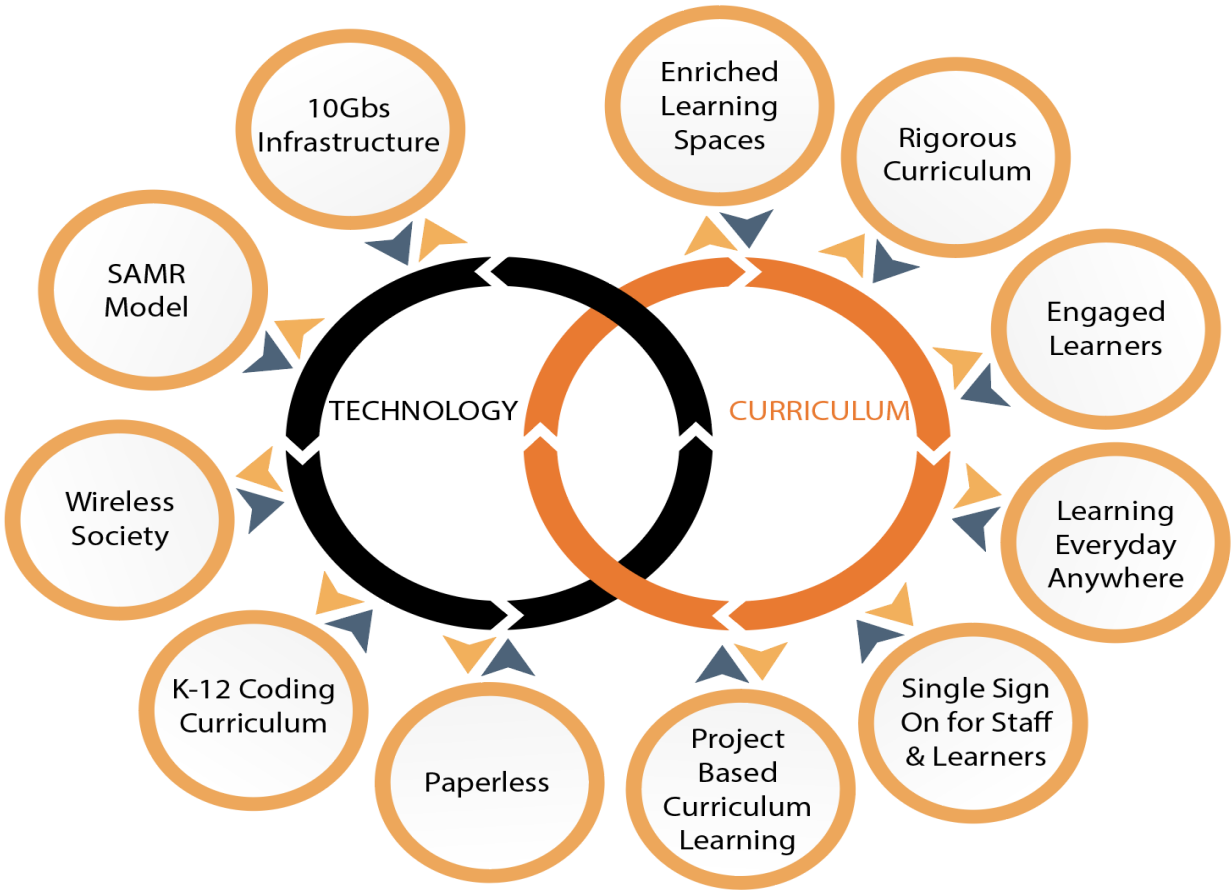 10Gbs
Infrastructure
Enriched
Learning
Spaces
Rigorous
Curriculum
SAMR
Model
Engaged
Learners
TECHNOLOGY
CURRICULUM
Wireless
Society
Learning
Everyday
Anywhere
K-12 Coding
Curriculum
Paperless
Project
Based
Curriculum
Learning
Single Sign
On for Staff
& Learners